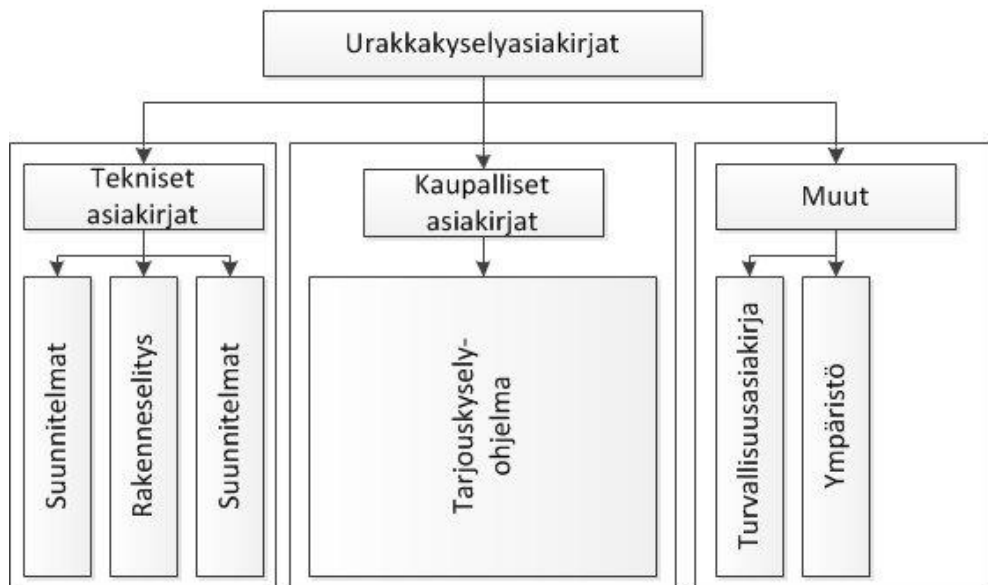 Urakkakyselyasiakirjat
Tekniset
asiakirjat
Kaupalliset
asiakirjat
Muut
Suunnitelmat
Rakenneselitys
Suunnitelmat
Tarjouskysely-
ohjelma
Turvallisuusasiakirja
Ympäristö